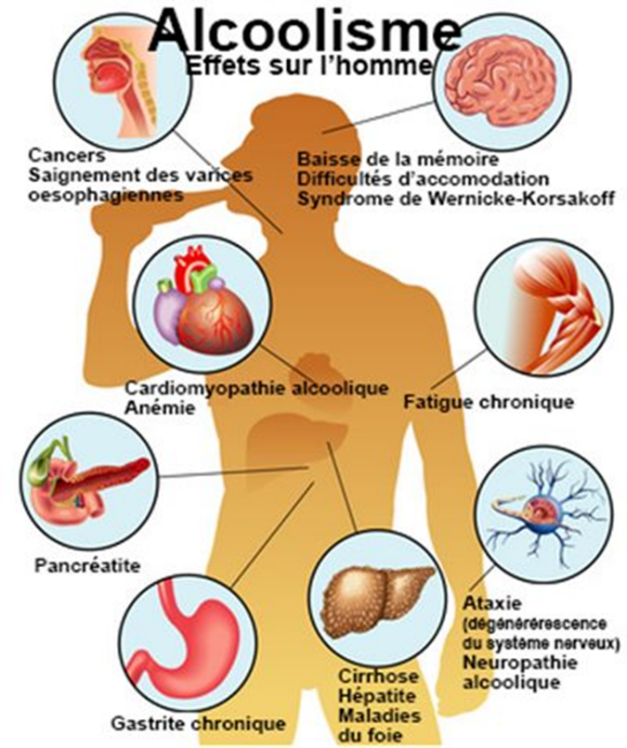 Alcoolisme
Effets sur l'homme
Cancers
Saignement des varices
oesophagiennes
Baisse de la mémoire
Difficultés d'accomodation
Syndrome de Wernicke-Korsakoff
Cardiomyopathie alcoolique
Anémie
Fatigue chronique
Pancréatite
Ataxie
(dégénérérescence
du système nerveux)
Neuropathie
alcoolique
Cirrhose
Hépatite
Maladies
du foie
Gastrite chronique